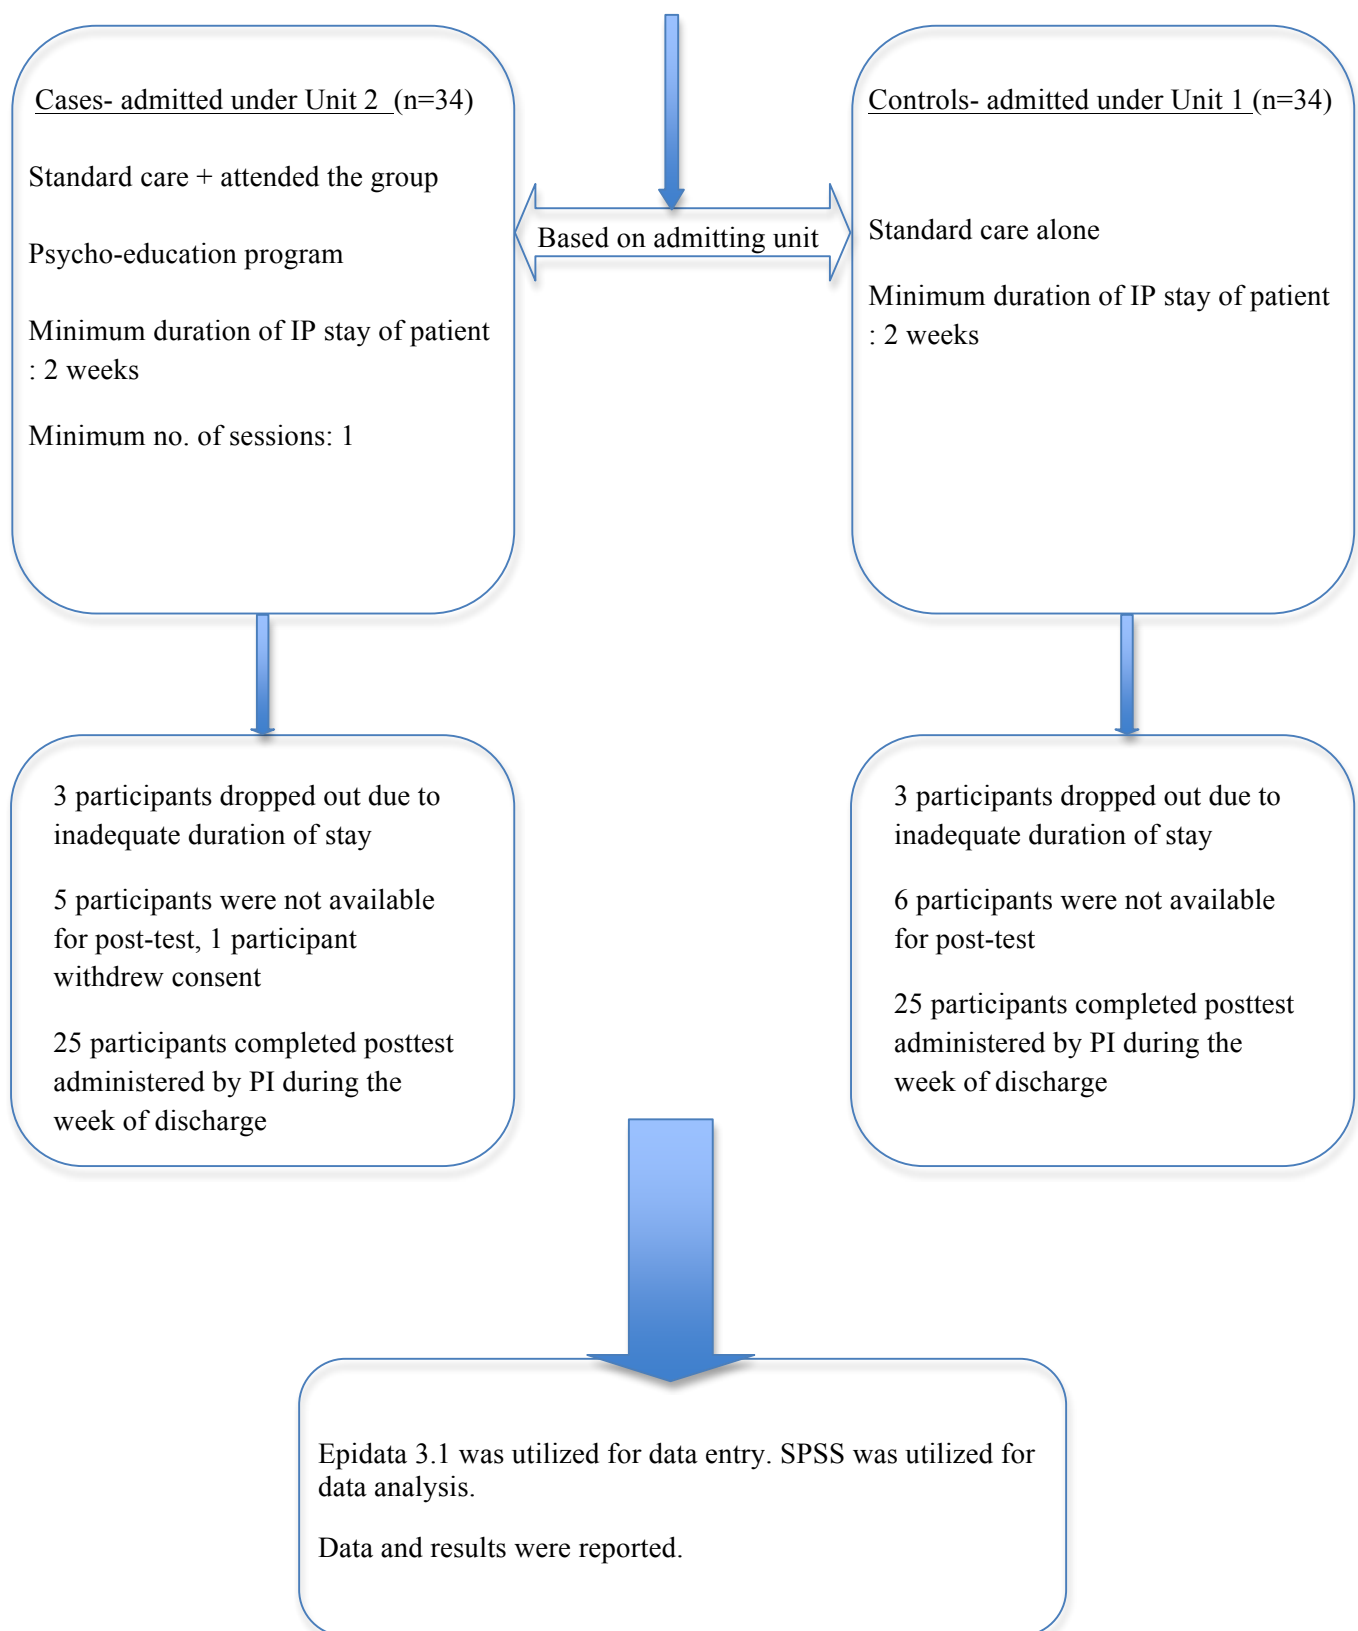 Cases- admitted under Unit 2 (n=34)
Standard care + attended the group
Psycho-education program
Minimum duration of IP stay of patient
: 2 weeks
Minimum no. of sessions: 1
Based on admitting unit
Controls- admitted under Unit 1 (n=34)
Standard care alone
Minimum duration of IP stay of patient
: 2 weeks
3 participants dropped out due to
inadequate duration of stay
5 participants were not available
for post-test, 1 participant
withdrew consent
25 participants completed posttest
administered by PI during the
week of discharge
3 participants dropped out due to
inadequate duration of stay
6 participants were not available
for post-test
25 participants completed posttest
administered by PI during the
week of discharge
Epidata 3.1 was utilized for data entry. SPSS was utilized for
data analysis.
Data and results were reported.